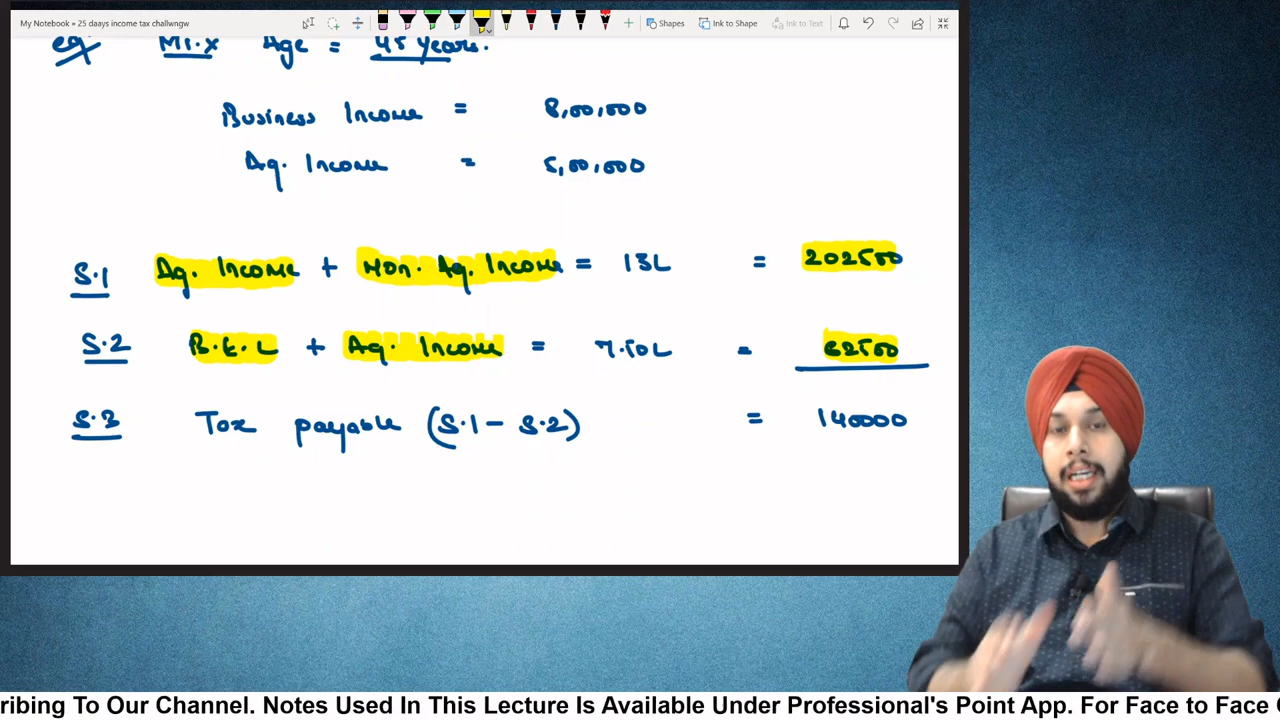 My Notebook » 25 daays income tax challwngw
Shapes Ink to Shape Ink to Text
eg Mr.X Age = 45 years.
Business Income = 8,00,000
Ag. Income = 5,00,000
S.1 Ag. Income + Non. Ag. Income = 13L = 202500
S.2 B.E.L + Ag. Income = 7.50L = 62500
S.3 Tax payable (S.1 - S.2) = 140000
ribing To Our Channel. Notes Used In This Lecture Is Available Under Professional's Point App. For Face to Face